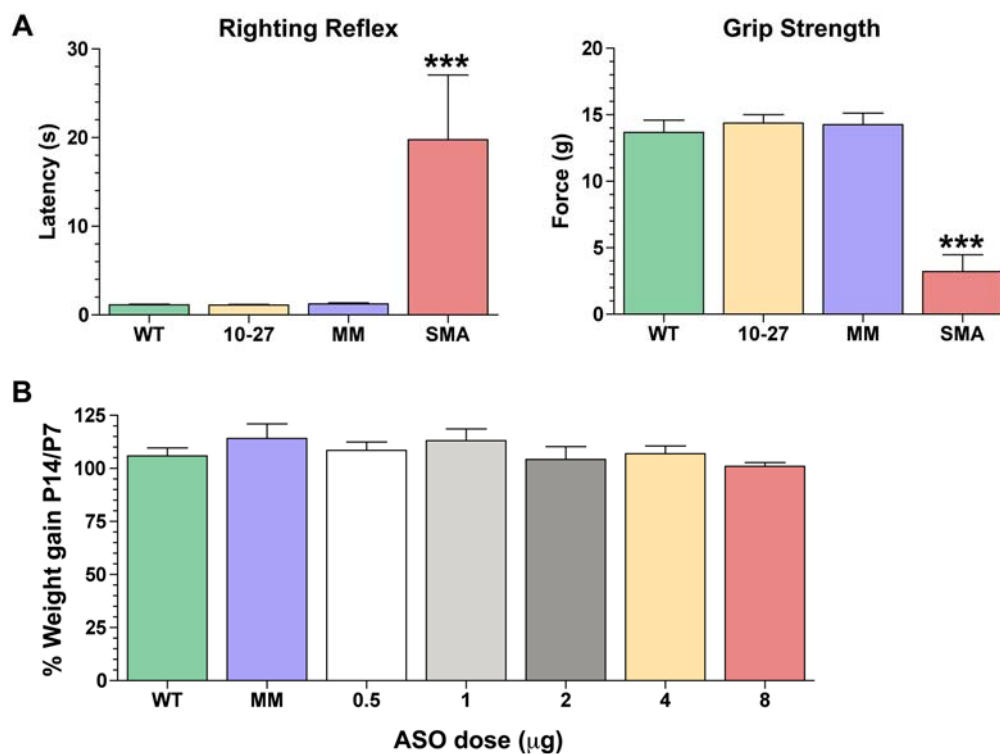 A
Righting Reflex
Latency (s)
30
20
10
0
***
WT 10-27 MM SMA
Grip Strength
Force (g)
20
15
10
5
0
***
WT 10-27 MM SMA
B
% Weight gain P14/P7
125
100
75
50
25
0
WT MM 0.5 1 2 4 8
ASO dose (μg)